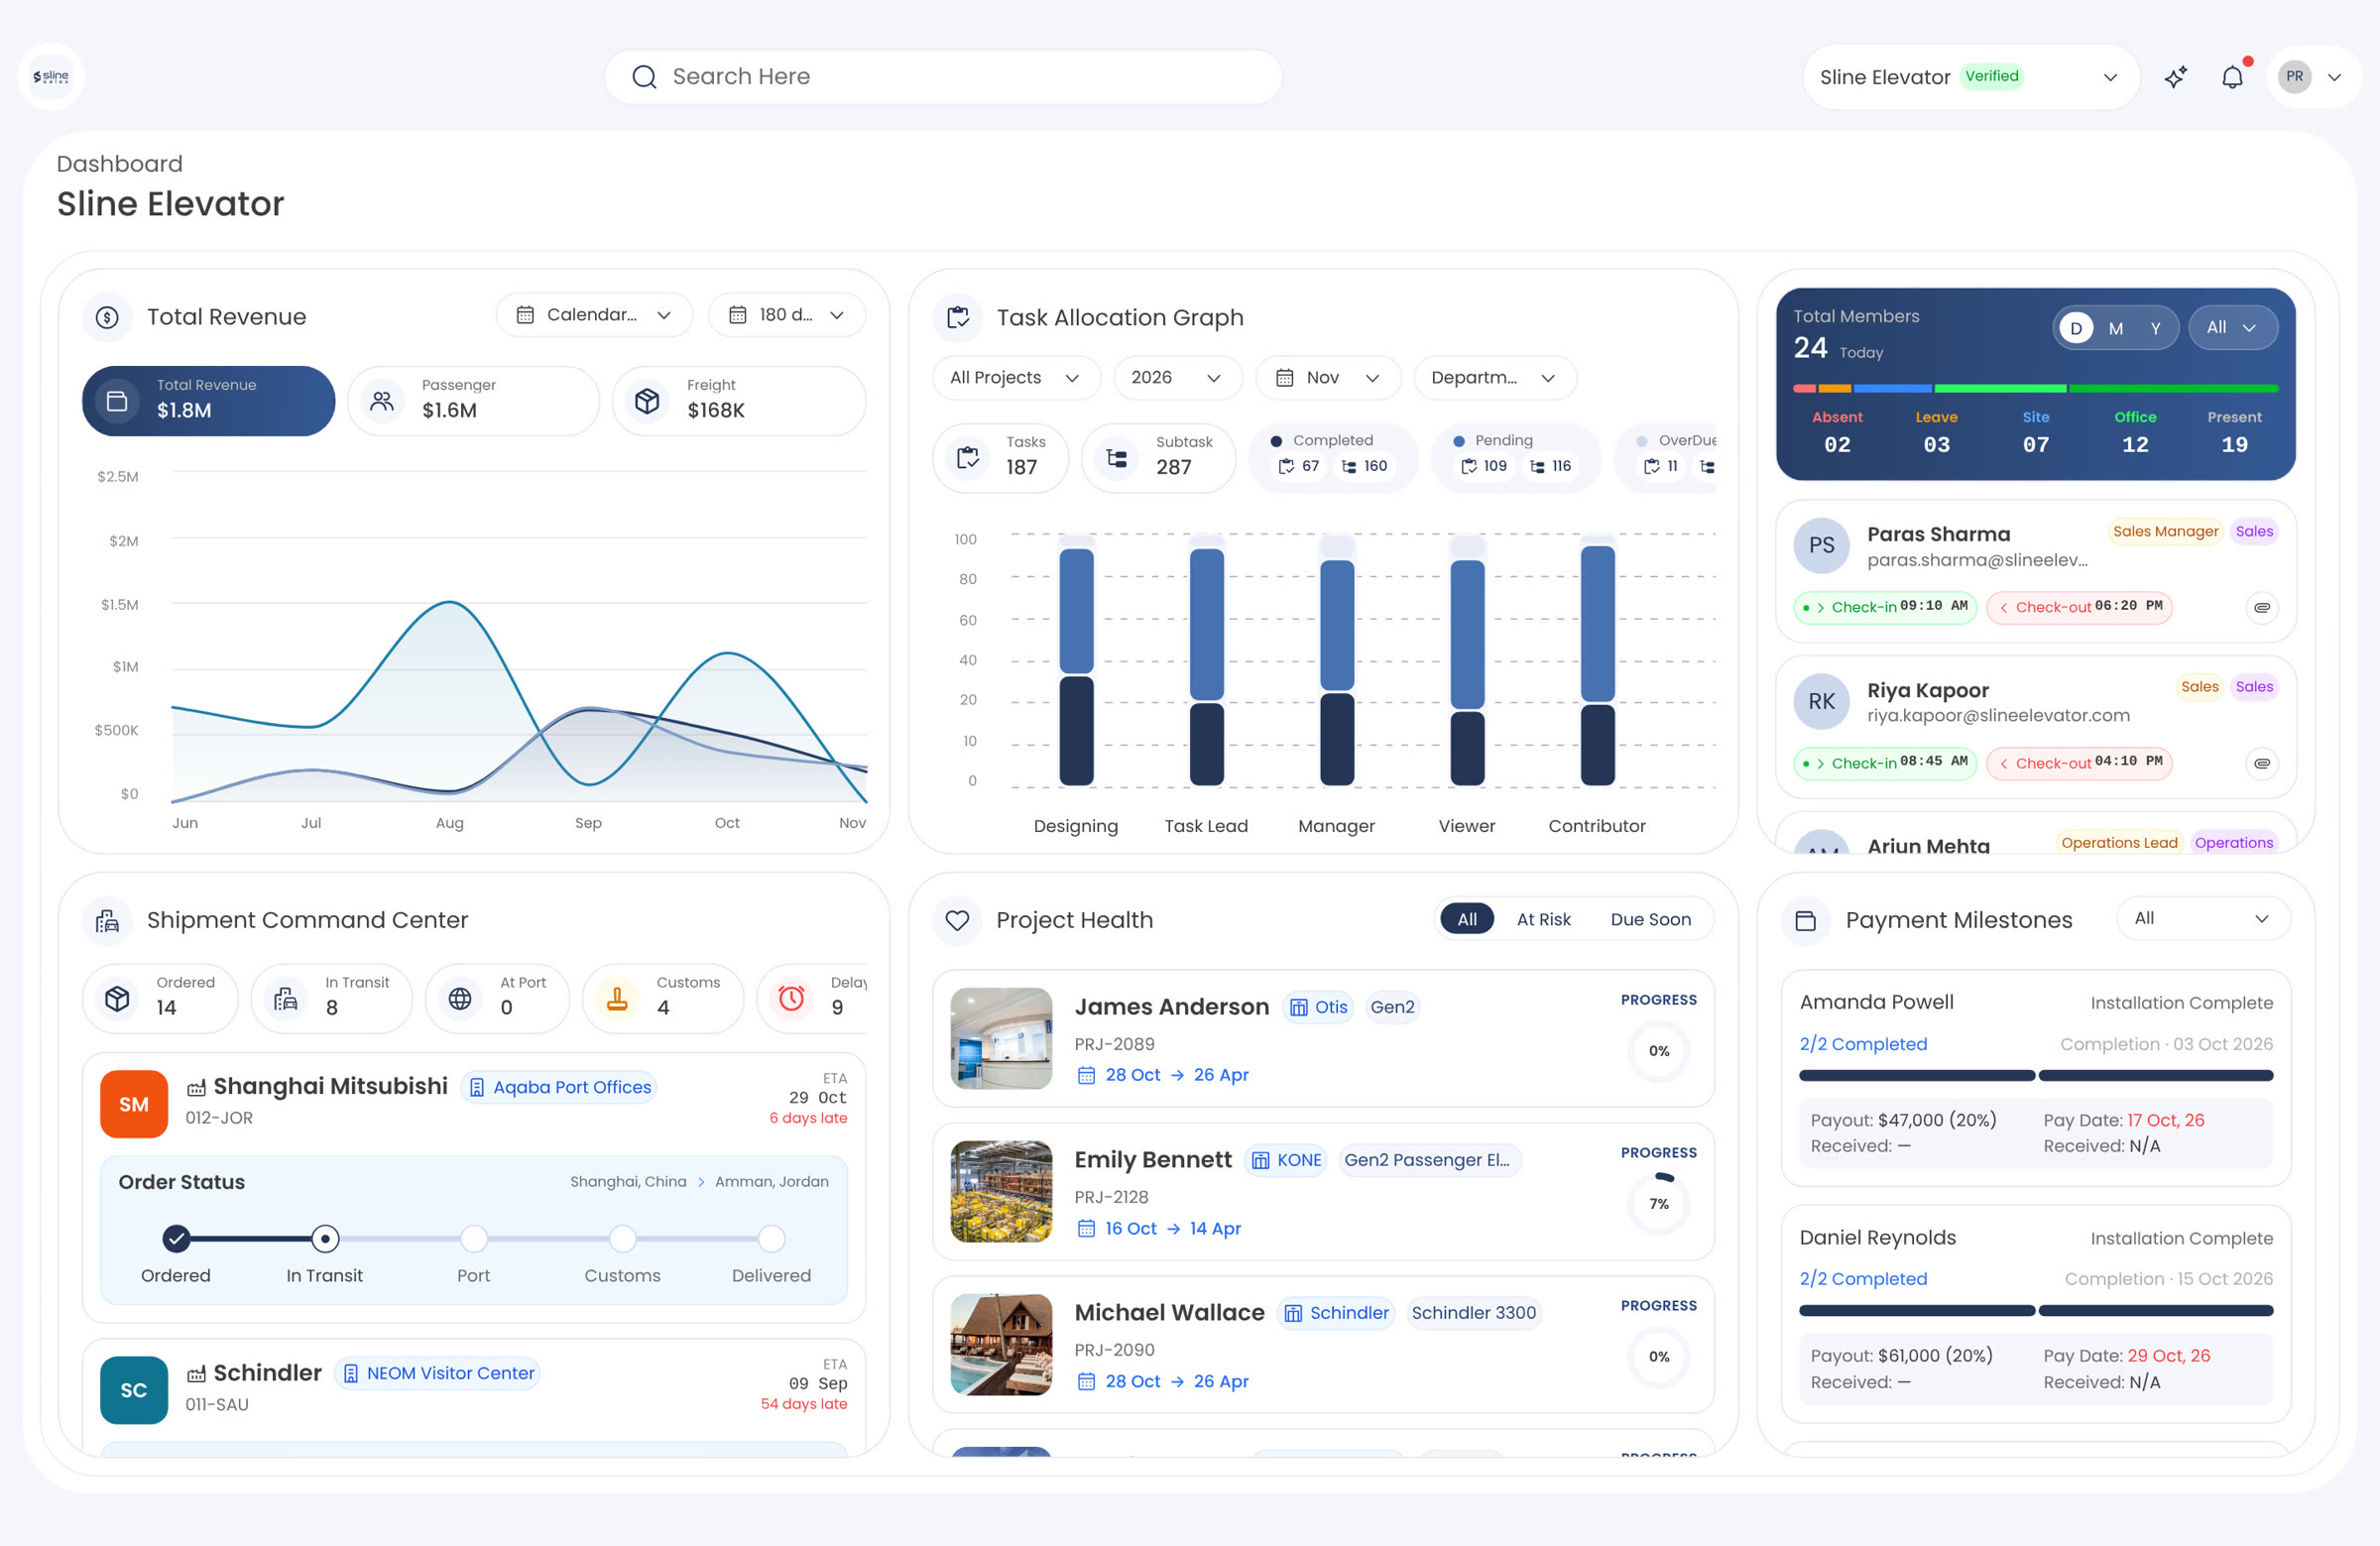 sline
sales
Search Here
Sline Elevator Verified
PR
Dashboard
Sline Elevator
Total Revenue
Calendar...
180 d...
Total Revenue
$1.8M
Passenger
$1.6M
Freight
$168K
$2.5M
$2M
$1.5M
$1M
$500K
$0
Jun Jul Aug Sep Oct Nov
Task Allocation Graph
All Projects
2026
Nov
Departm...
Tasks
187
Subtask
287
Completed
67 160
Pending
109 116
OverDue
11
100
80
60
40
20
10
0
Designing Task Lead Manager Viewer Contributor
Total Members
24 Today
D M Y
All
Absent Leave Site Office Present
02 03 07 12 19
PS
Paras Sharma
Sales Manager Sales
paras.sharma@slineelev...
Check-in 09:10 AM
Check-out 06:20 PM
RK
Riya Kapoor
Sales Sales
riya.kapoor@slineelevator.com
Check-in 08:45 AM
Check-out 04:10 PM
AM
Arjun Mehta
Operations Lead Operations
Shipment Command Center
Ordered
14
In Transit
8
At Port
0
Customs
4
Delay
9
SM
Shanghai Mitsubishi
Aqaba Port Offices
012-JOR
ETA
29 Oct
6 days late
Order Status
Shanghai, China > Amman, Jordan
Ordered In Transit Port Customs Delivered
SC
Schindler
NEOM Visitor Center
011-SAU
ETA
09 Sep
54 days late
Project Health
All At Risk Due Soon
James Anderson
Otis
Gen2
PRJ-2089
28 Oct → 26 Apr
PROGRESS
0%
Emily Bennett
KONE
Gen2 Passenger El...
PRJ-2128
16 Oct → 14 Apr
PROGRESS
7%
Michael Wallace
Schindler
Schindler 3300
PRJ-2090
28 Oct → 26 Apr
PROGRESS
0%
PROGRESS
Payment Milestones
All
Amanda Powell
Installation Complete
2/2 Completed
Completion · 03 Oct 2026
Payout: $47,000 (20%)
Pay Date: 17 Oct, 26
Received: —
Received: N/A
Daniel Reynolds
Installation Complete
2/2 Completed
Completion · 15 Oct 2026
Payout: $61,000 (20%)
Pay Date: 29 Oct, 26
Received: —
Received: N/A